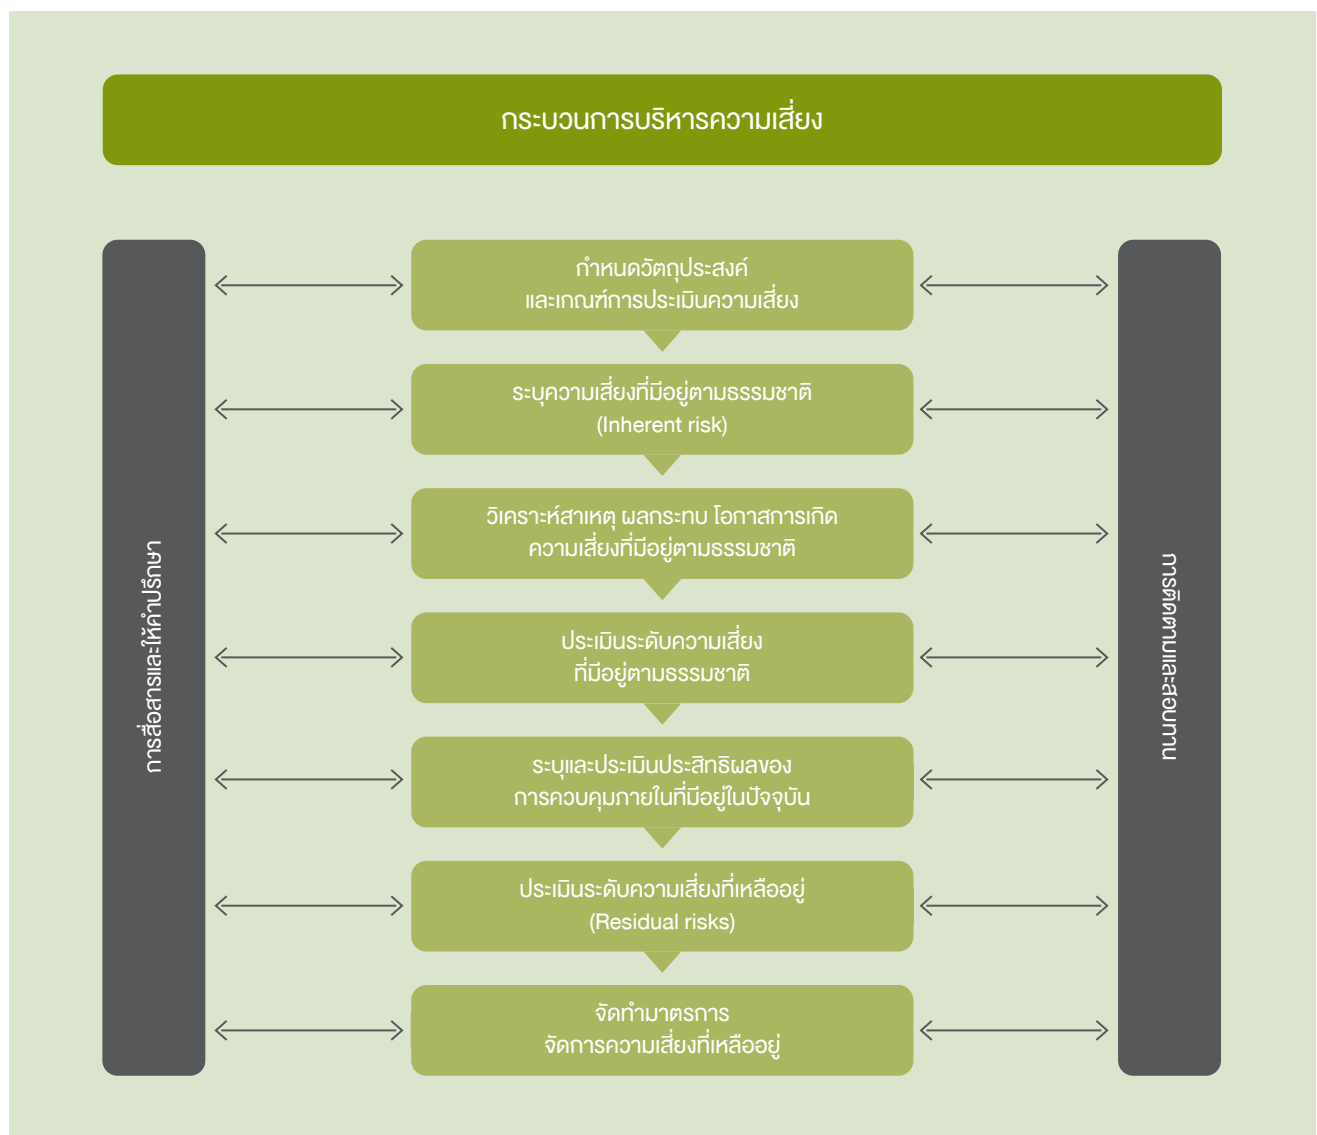 กระบวนการบริหารความเสี่ยง
การสื่อสารและให้คำปรึกษา
กำหนดวัตถุประสงค์
และเกณฑ์การประเมินความเสี่ยง
ระบุความเสี่ยงที่มีอยู่ตามธรรมชาติ
(Inherent risk)
วิเคราะห์สาเหตุ ผลกระทบ โอกาสการเกิด
ความเสี่ยงที่มีอยู่ตามธรรมชาติ
ประเมินระดับความเสี่ยง
ที่มีอยู่ตามธรรมชาติ
ระบุและประเมินประสิทธิผลของ
การควบคุมภายในที่มีอยู่ในปัจจุบัน
ประเมินระดับความเสี่ยงที่เหลืออยู่
(Residual risks)
จัดทำมาตรการ
จัดการความเสี่ยงที่เหลืออยู่
การติดตามและสอบทาน